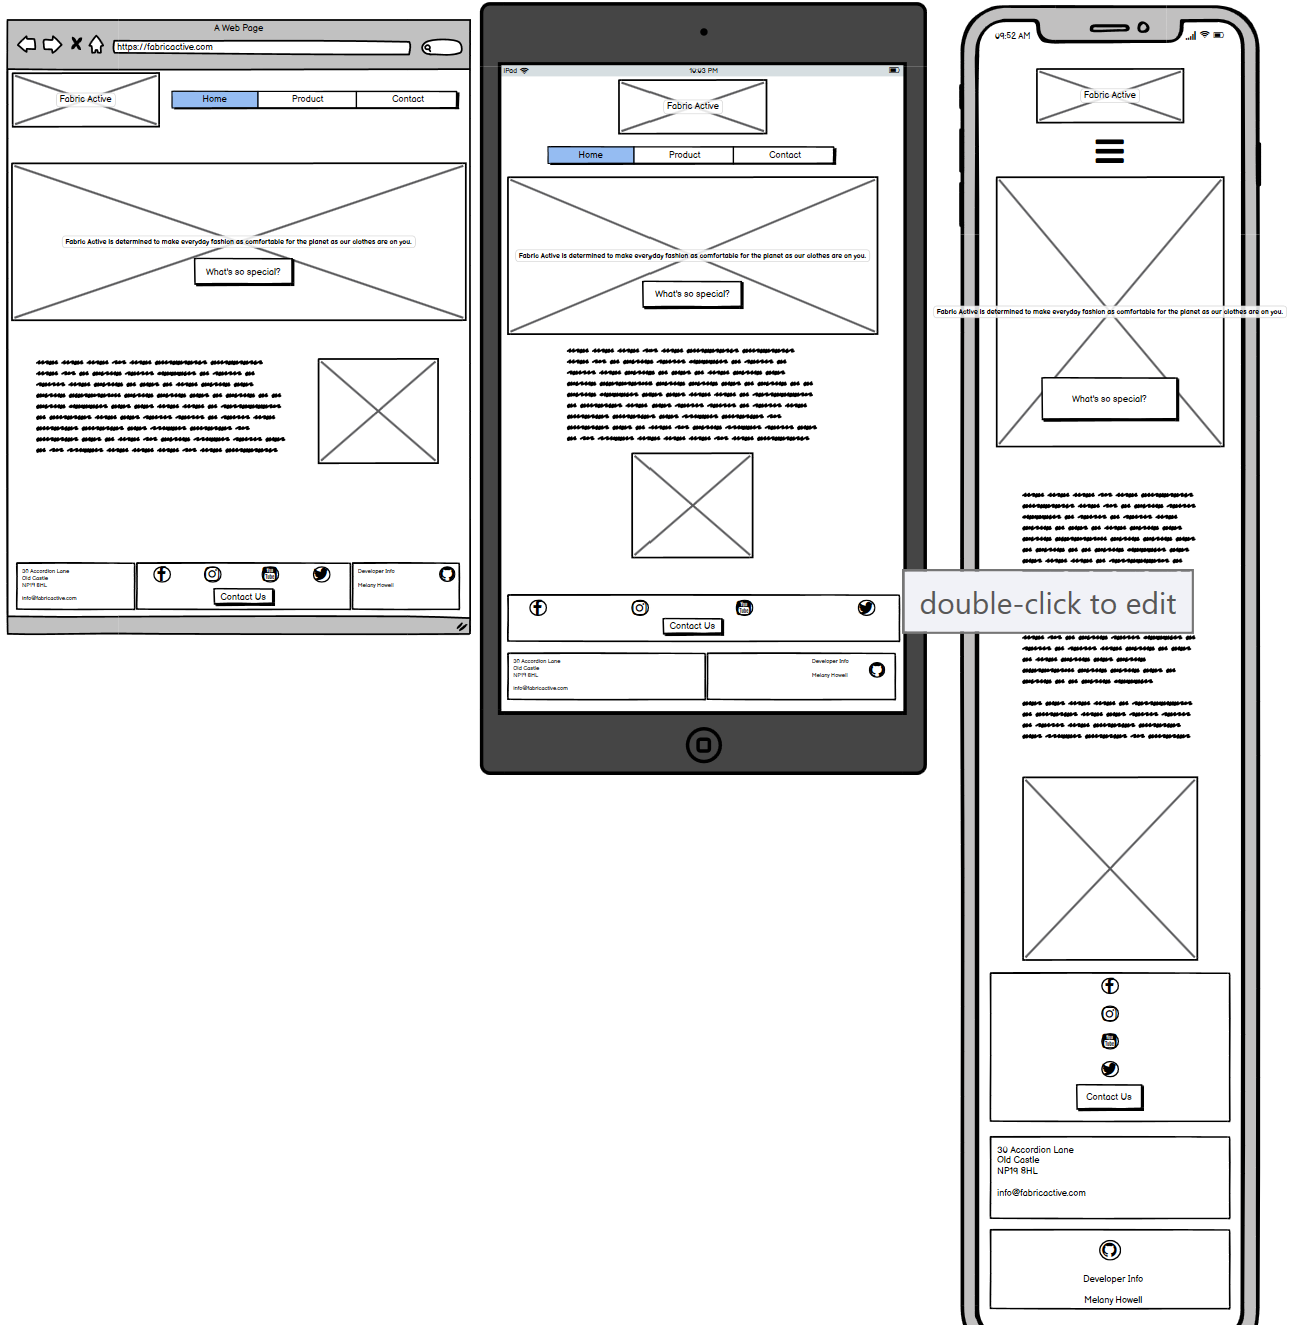 A Web Page
https://fabricactive.com
Fabric Active
Home
Product
Contact
Fabric Active is determined to make everyday fashion as comfortable for the planet as our clothes are on you.
What's so special?
30 Accordion Lane
Old Castle
NP19 8HL
info@fabricactive.com
You
Tube
Contact Us
Developer Info
Melany Howell
iPad
10:03 PM
Fabric Active
Home
Product
Contact
Fabric Active is determined to make everyday fashion as comfortable for the planet as our clothes are on you.
What's so special?
You
Tube
Contact Us
30 Accordion Lane
Old Castle
NP19 8HL
info@fabricactive.com
Developer Info
Melany Howell
09:52 AM
Fabric Active
Fabric Active is determined to make everyday fashion as comfortable for the planet as our clothes are on you.
What's so special?
double-click to edit
You
Tube
Contact Us
30 Accordion Lane
Old Castle
NP19 8HL
info@fabricactive.com
Developer Info
Melany Howell